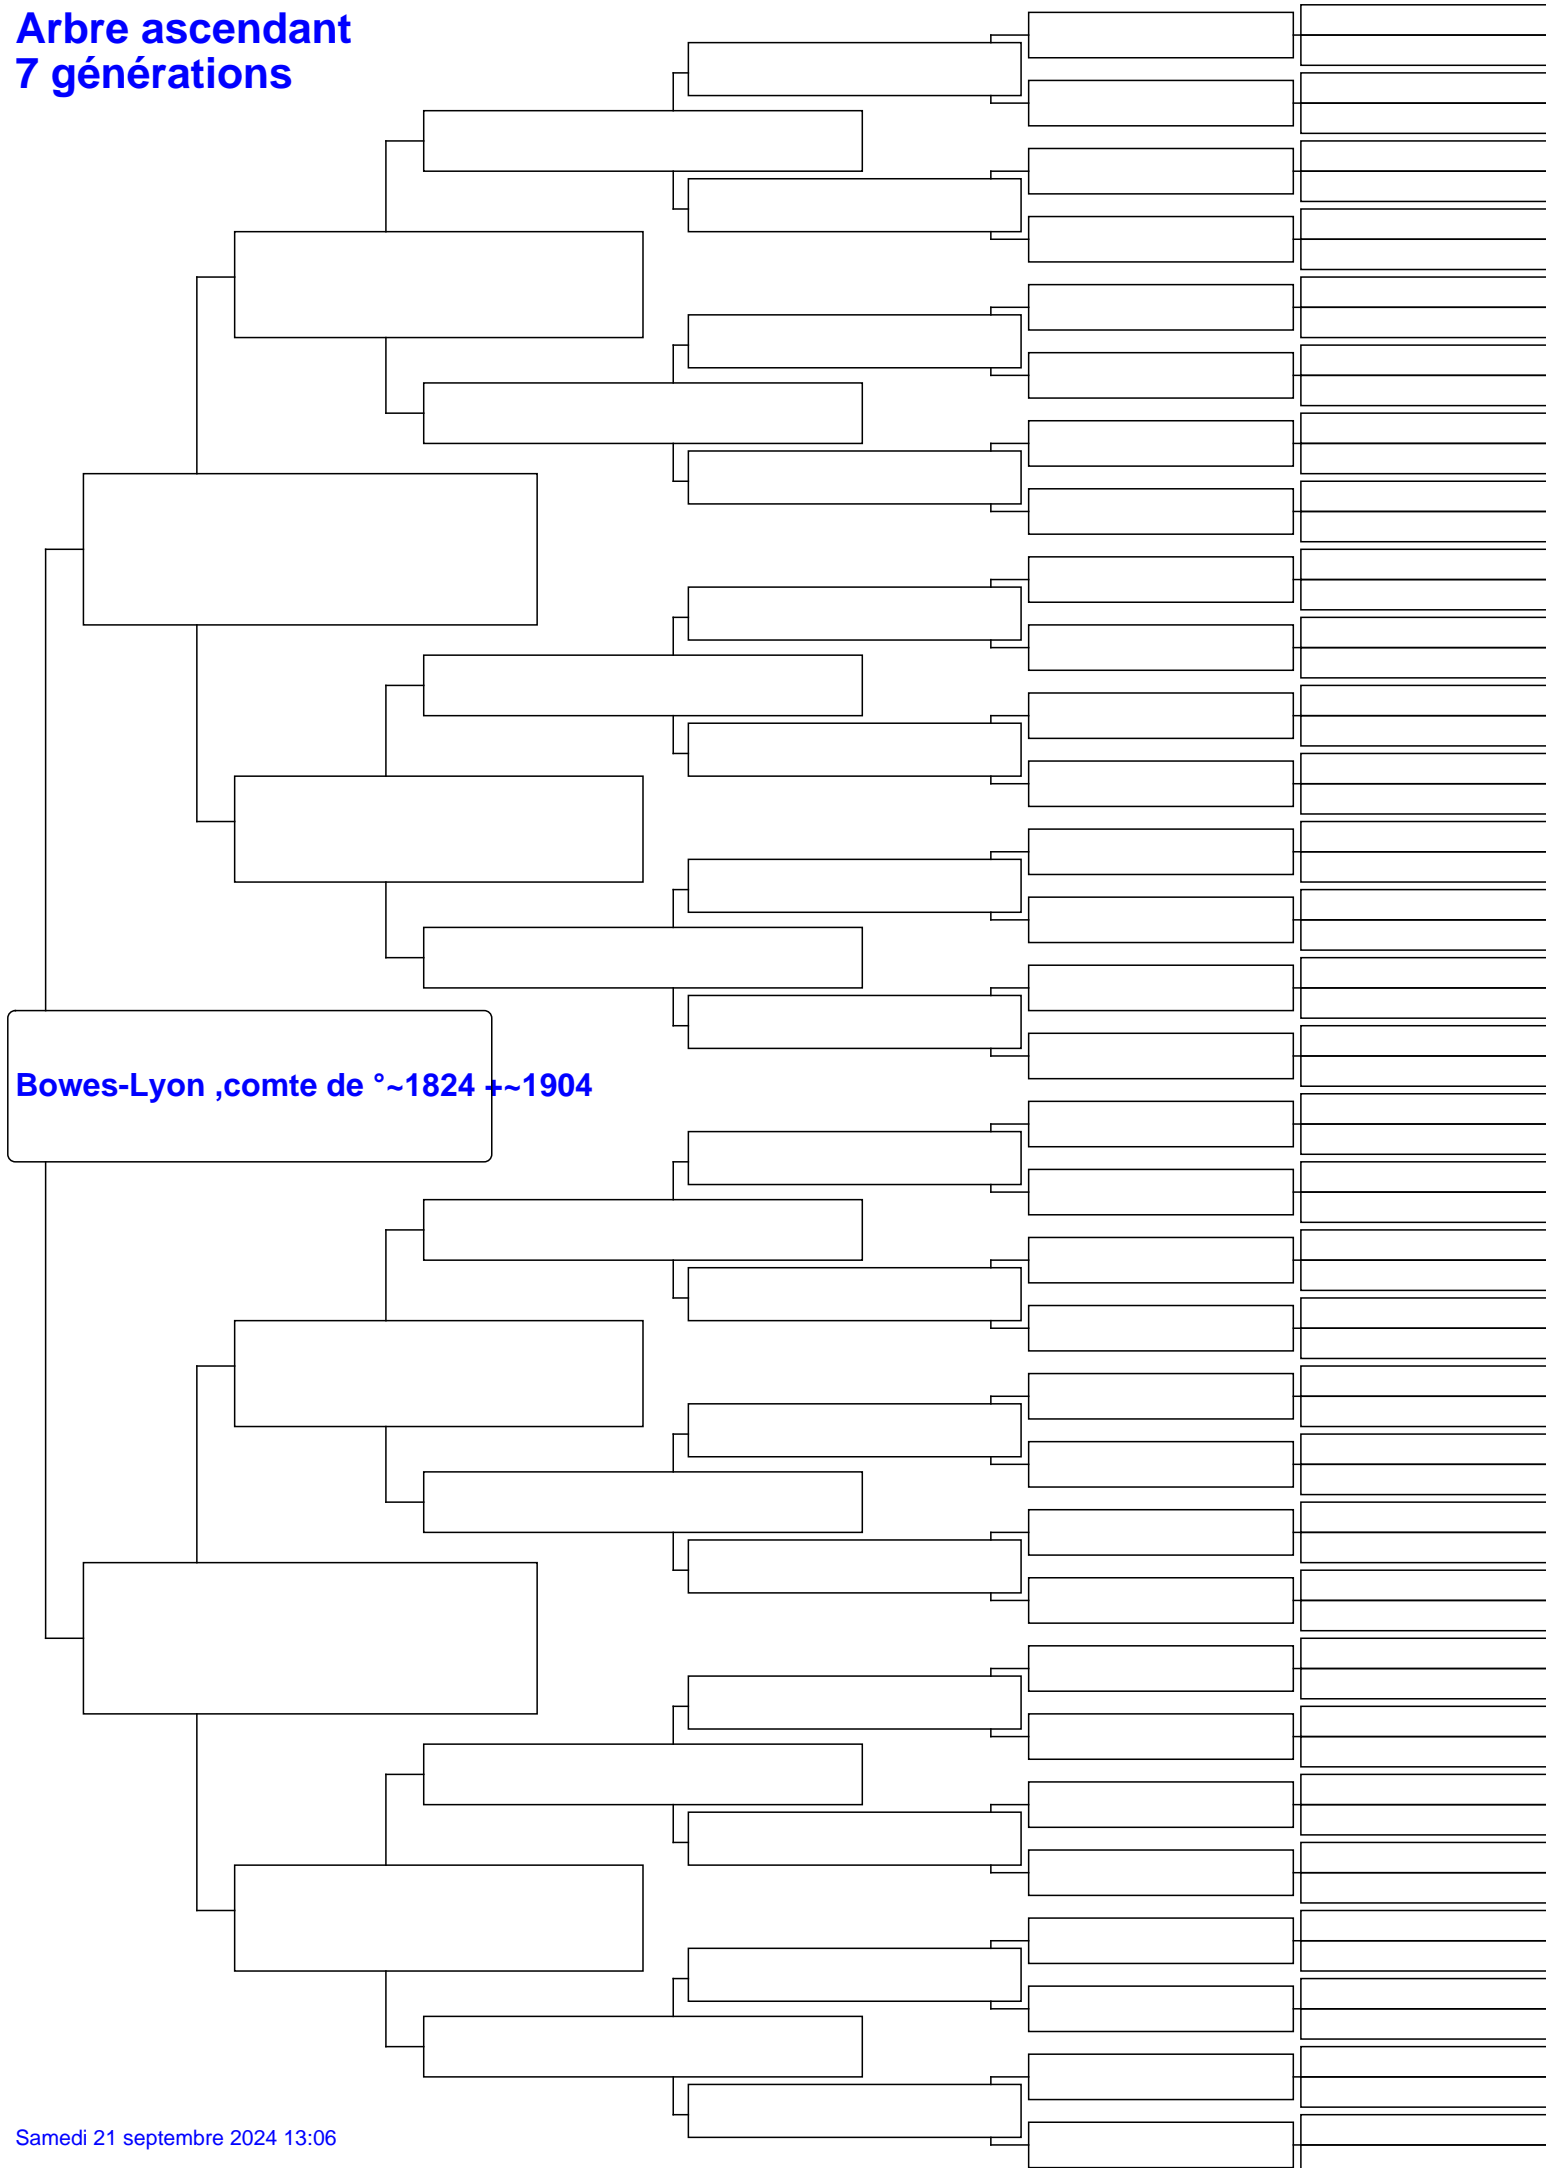 Arbre ascendant
7 générations
Bowes-Lyon ,comte de °~1824 +~1904
Samedi 21 septembre 2024 13:06